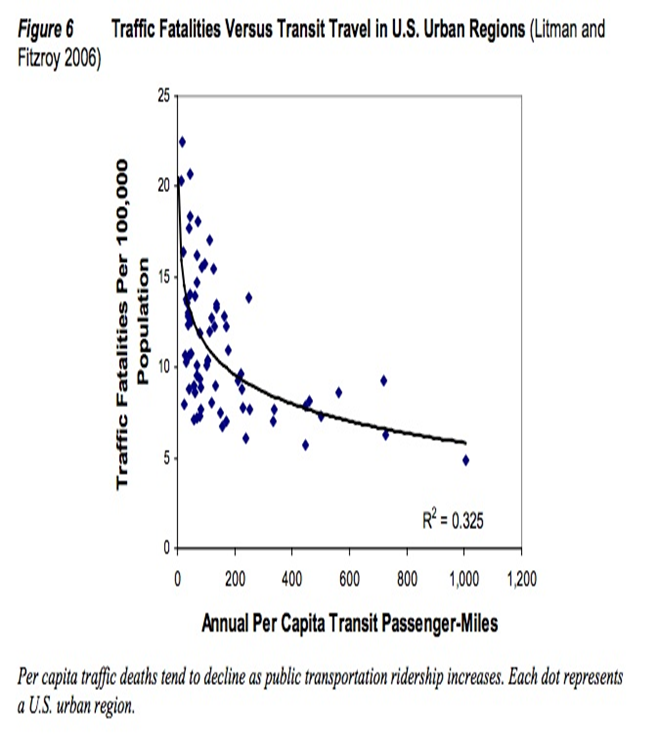 Figure 6 Traffic Fatalities Versus Transit Travel in U.S. Urban Regions (Litman and
Fitzroy 2006)
25
20
15
10
5
0
Traffic Fatalities Per 100,000
Population
R² = 0.325
0 200 400 600 800 1,000 1,200
Annual Per Capita Transit Passenger-Miles
Per capita traffic deaths tend to decline as public transportation ridership increases. Each dot represents
a U.S. urban region.